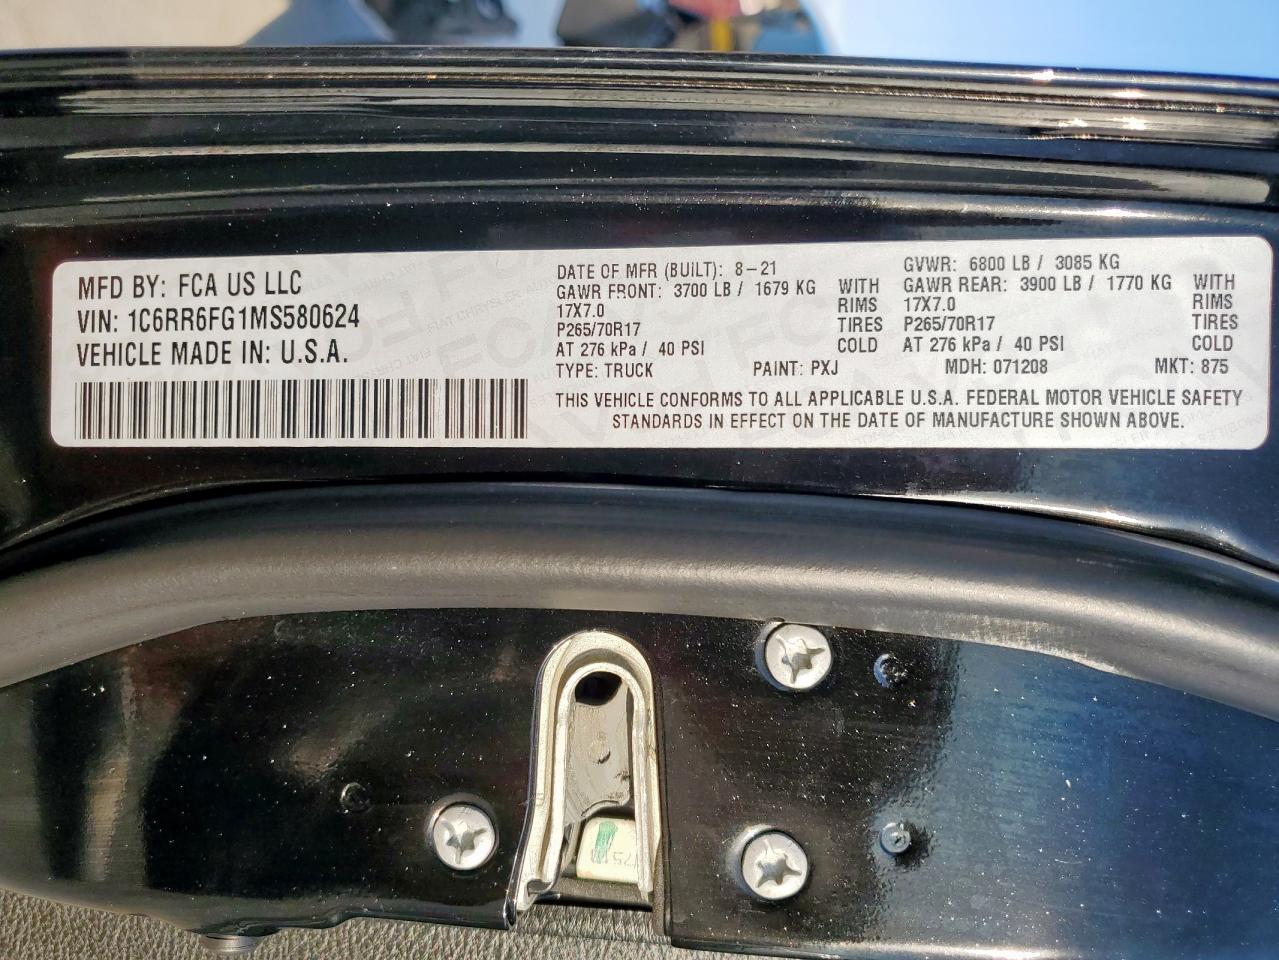 MFD BY: FCA US LLC
VIN: 1C6RR6FG1MS580624
VEHICLE MADE IN: U.S.A.
DATE OF MFR (BUILT): 8-21
GAWR FRONT: 3700 LB / 1679 KG WITH
17X7.0 RIMS
P265/70R17 TIRES
AT 276 kPa / 40 PSI COLD
GVWR: 6800 LB / 3085 KG
GAWR REAR: 3900 LB / 1770 KG WITH
17X7.0 RIMS
P265/70R17 TIRES
AT 276 kPa / 40 PSI COLD
TYPE: TRUCK PAINT: PXJ MDH: 071208 MKT: 875
THIS VEHICLE CONFORMS TO ALL APPLICABLE U.S.A. FEDERAL MOTOR VEHICLE SAFETY
STANDARDS IN EFFECT ON THE DATE OF MANUFACTURE SHOWN ABOVE.